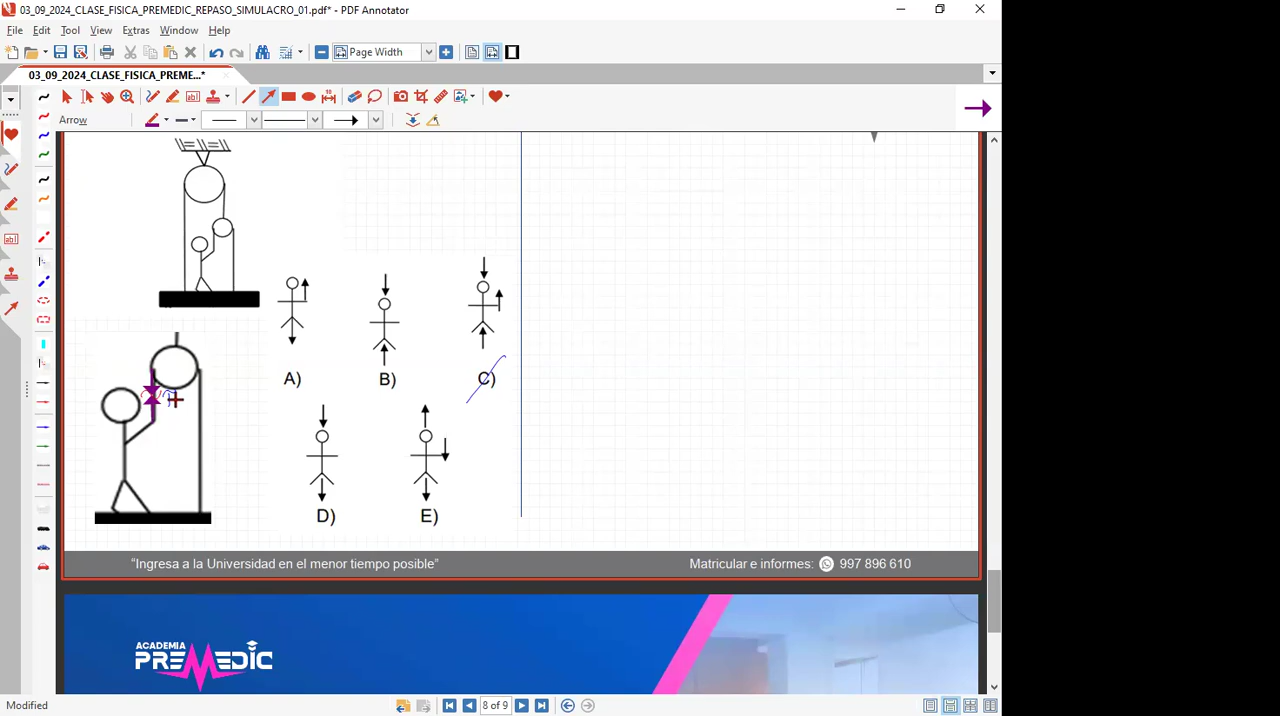 03_09_2024_CLASE_FISICA_PREMEDIC_REPASO_SIMULACRO_01.pdf* - PDF Annotator
File Edit Tool View Extras Window Help
Page Width
03_09_2024_CLASE_FISICA_PREME...*
Arrow
A)
B)
C)
D)
E)
“Ingresa a la Universidad en el menor tiempo posible”
Matricular e informes: 997 896 610
ACADEMIA
PREMEDIC
Modified
8 of 9